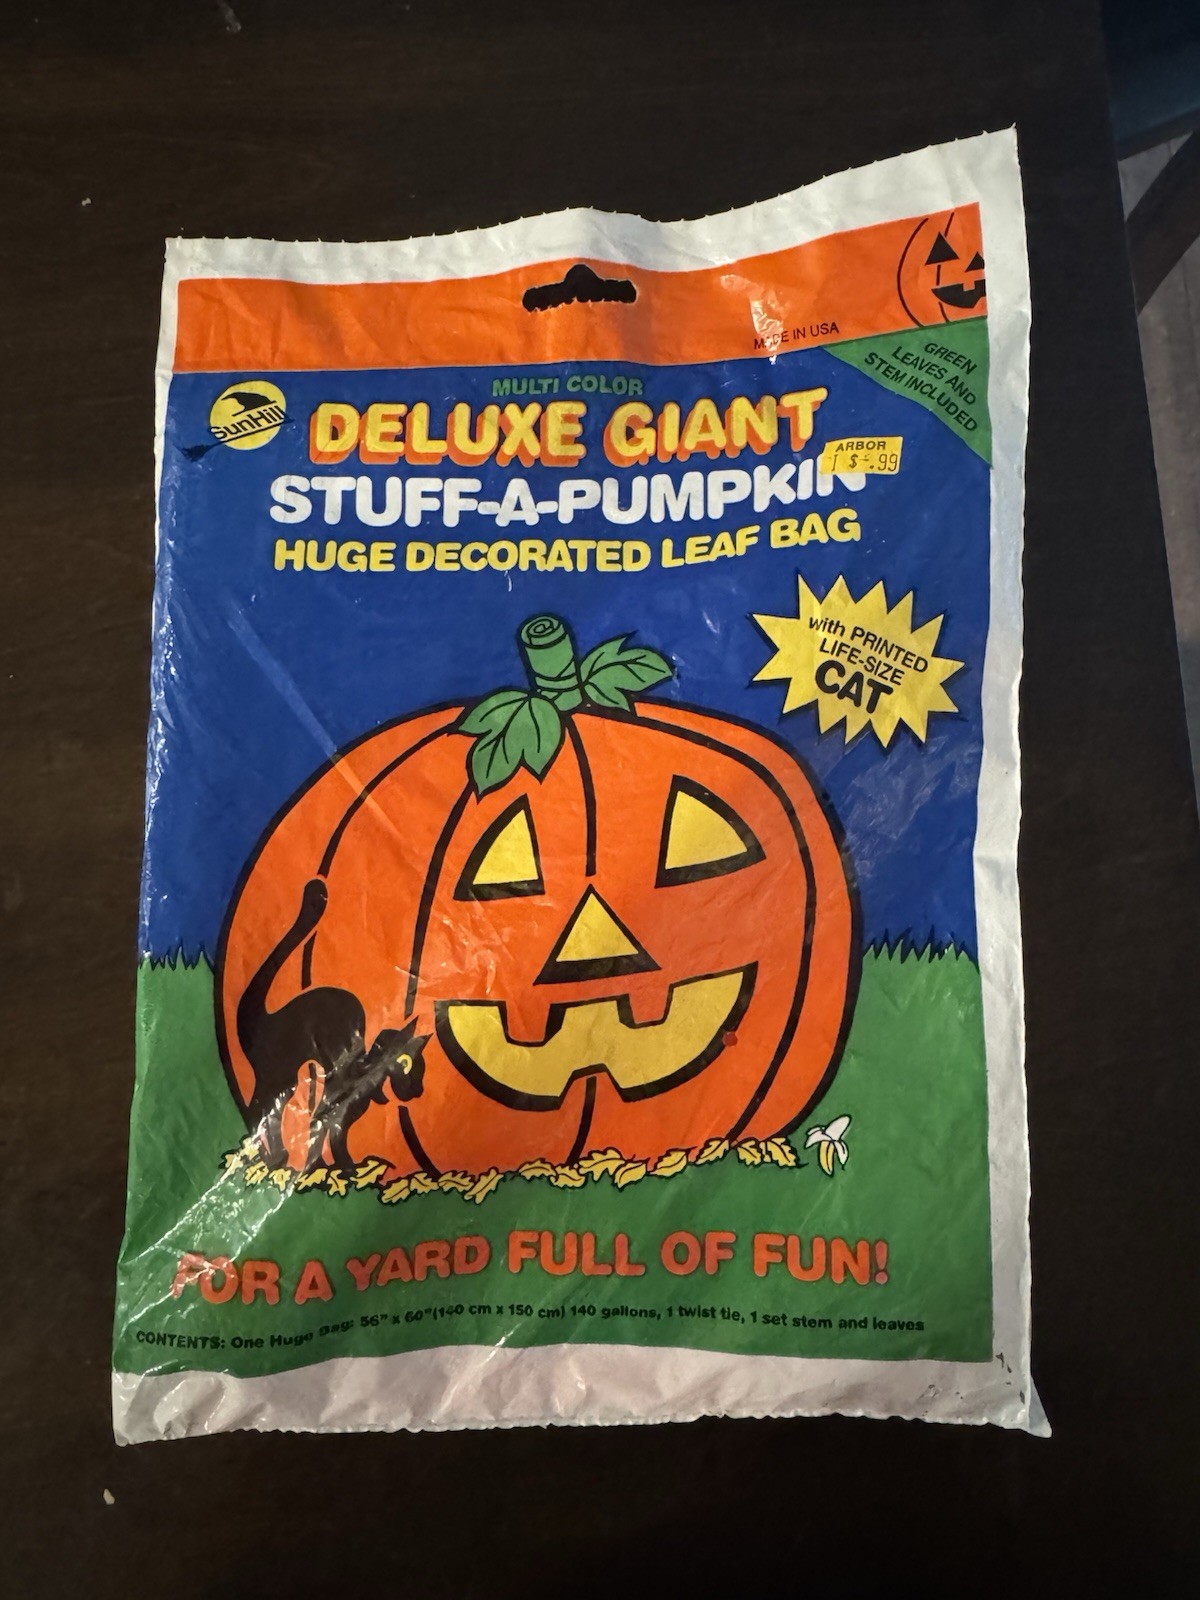 MADE IN USA
GREEN
LEAVES AND
STEM INCLUDED
SunHill
MULTI COLOR
DELUXE GIANT
ARBOR
.99
STUFF-A-PUMPKIN
HUGE DECORATED LEAF BAG
with PRINTED
LIFE-SIZE
CAT
FOR A YARD FULL OF FUN!
CONTENTS: One Huge Bag: 56" x 60" (140 cm x 150 cm) 140 gallons, 1 twist tie, 1 set stem and leaves